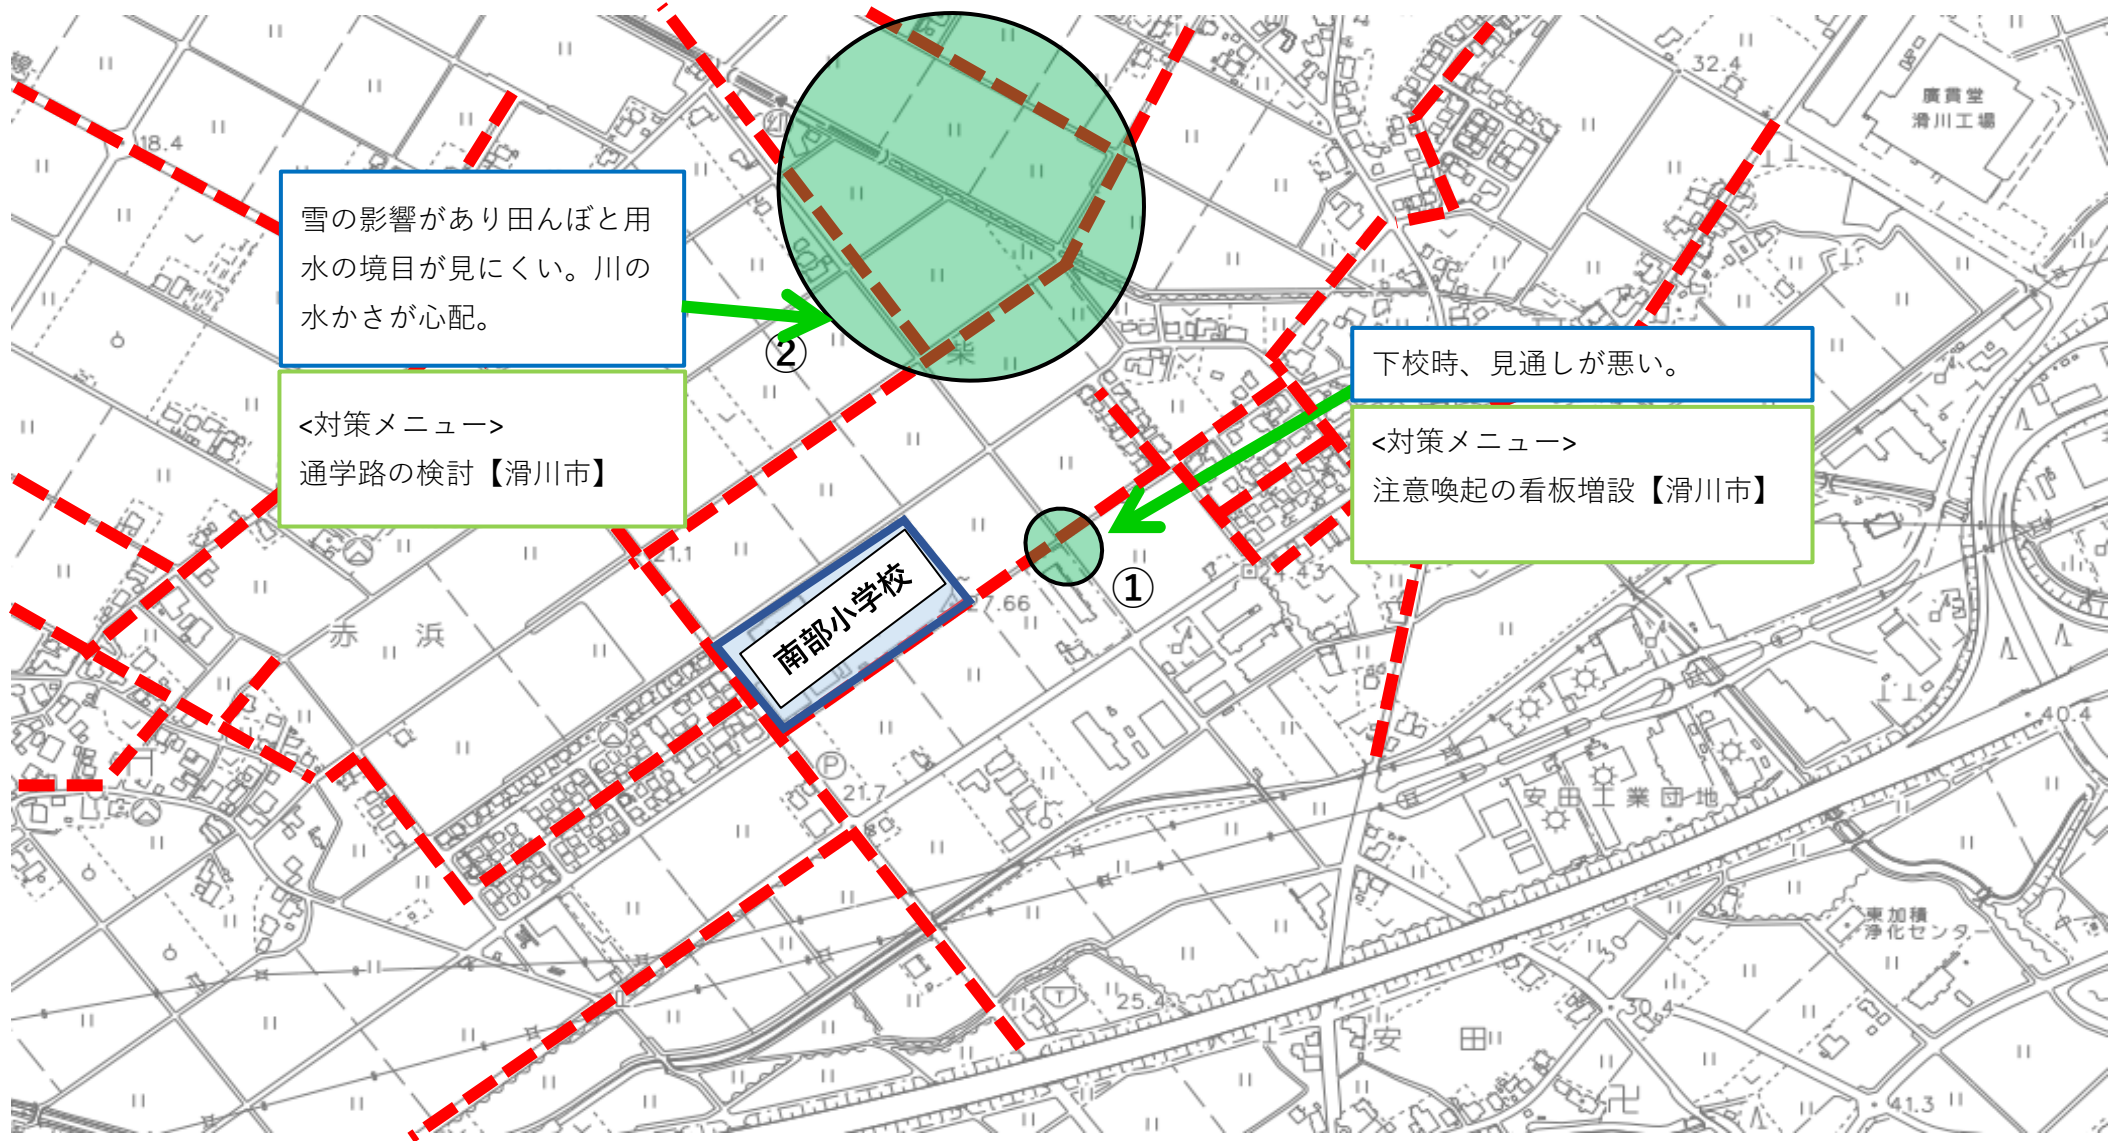 32.4
廣貫堂
滑川工場
18.4
雪の影響があり田んぼと用
水の境目が見にくい。川の
水かさが心配。
②
柴
<対策メニュー>
通学路の検討【滑川市】
下校時、見通しが悪い。
<対策メニュー>
注意喚起の看板増設【滑川市】
21.1
①
27.66
南部小学校
赤浜
P
21.7
40.4
安田工業団地
東加積
浄化センター
25.4
30.4
安田
41.3